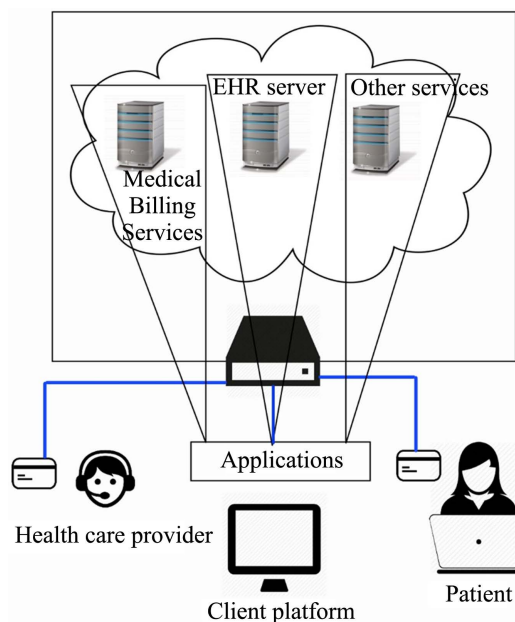 EHR server
Other services
Medical
Billing
Services
Applications
Health care provider
Client platform
Patient